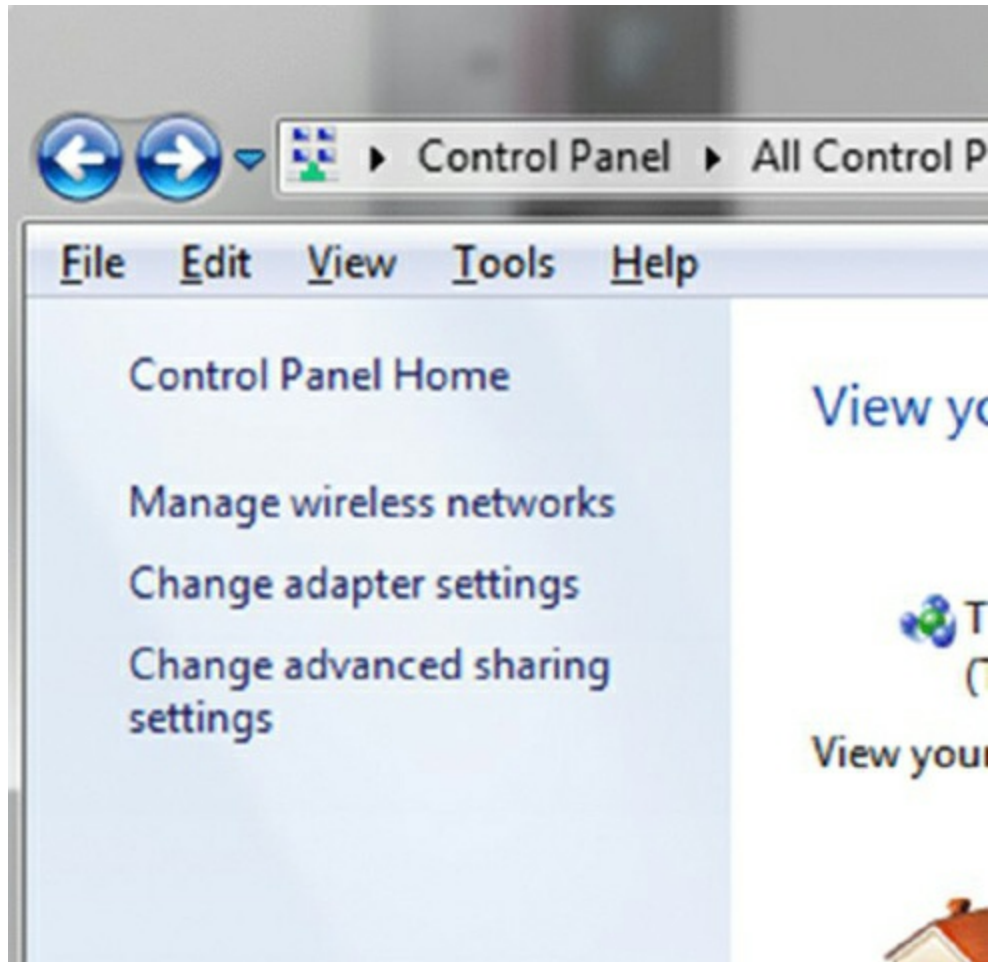 Control Panel All Control P
File Edit View Tools Help
Control Panel Home
View yo
Manage wireless networks
Change adapter settings
T
Change advanced sharing
(T
settings
View your